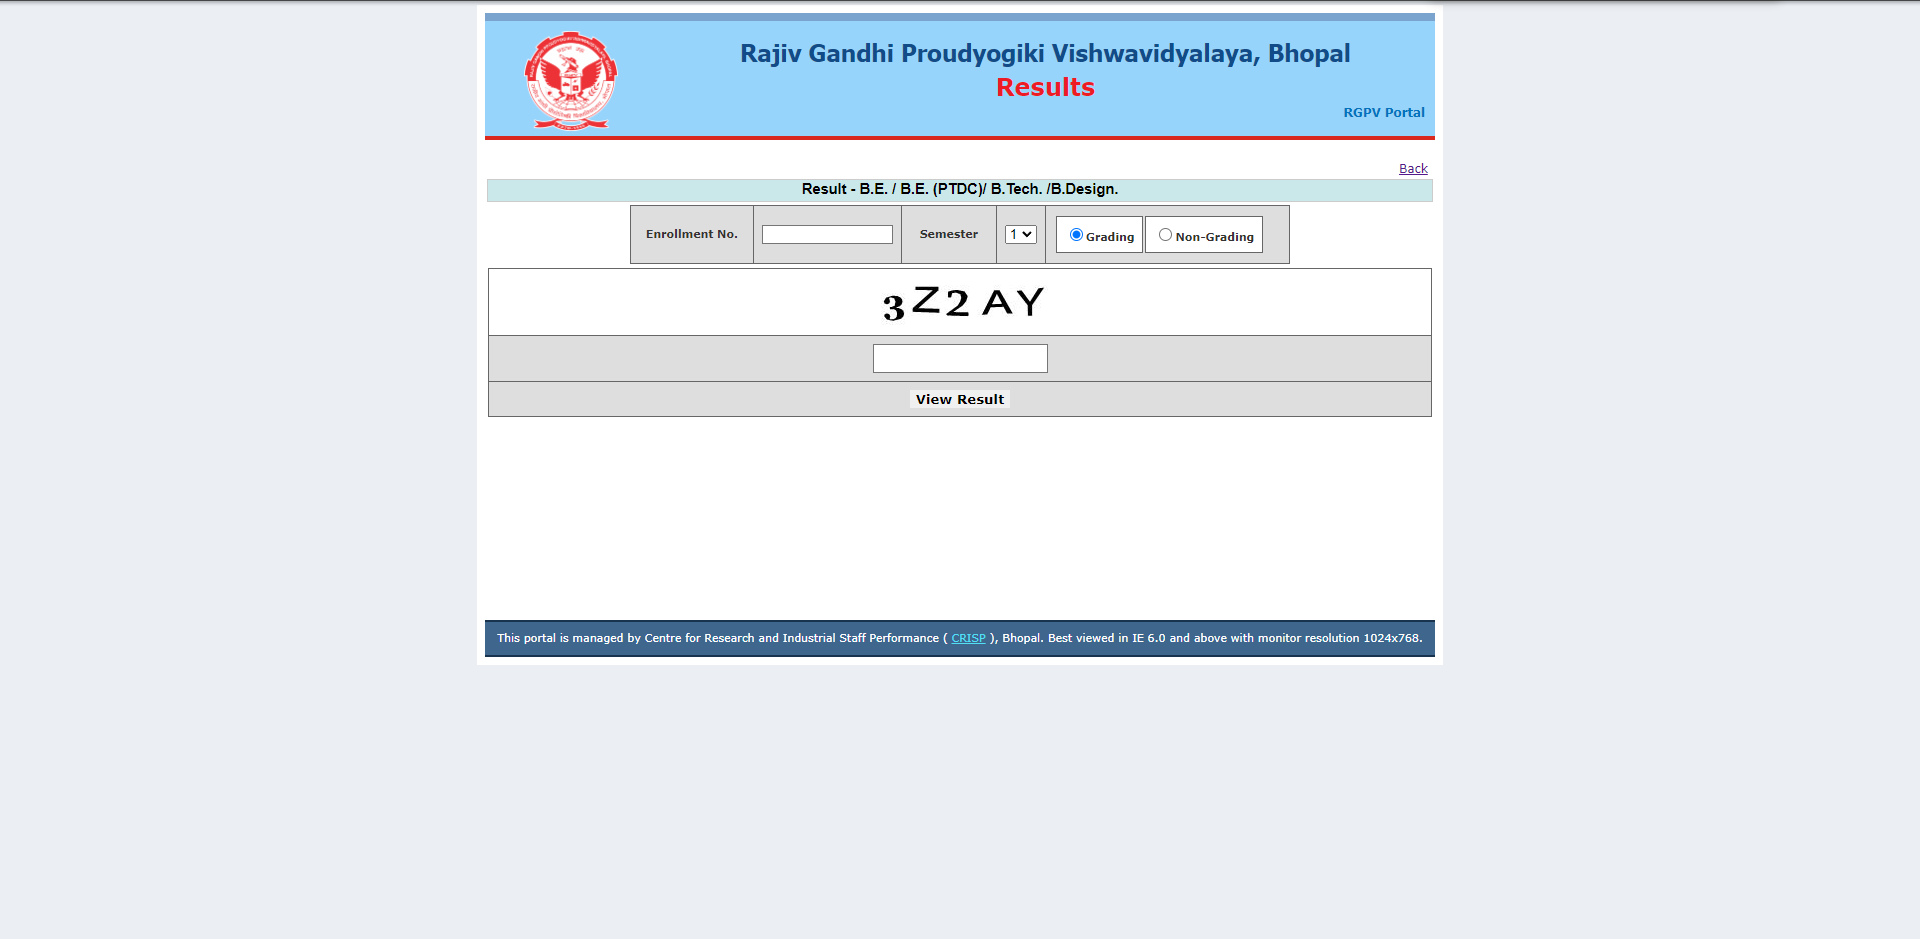 Rajiv Gandhi Proudyogiki Vishwavidyalaya, Bhopal
Results
RGPV Portal
Back
Result - B.E. / B.E. (PTDC)/ B.Tech. /B.Design.
Enrollment No. Semester 1 Grading Non-Grading
3Z2AY
View Result
This portal is managed by Centre for Research and Industrial Staff Performance ( CRISP ), Bhopal. Best viewed in IE 6.0 and above with monitor resolution 1024x768.